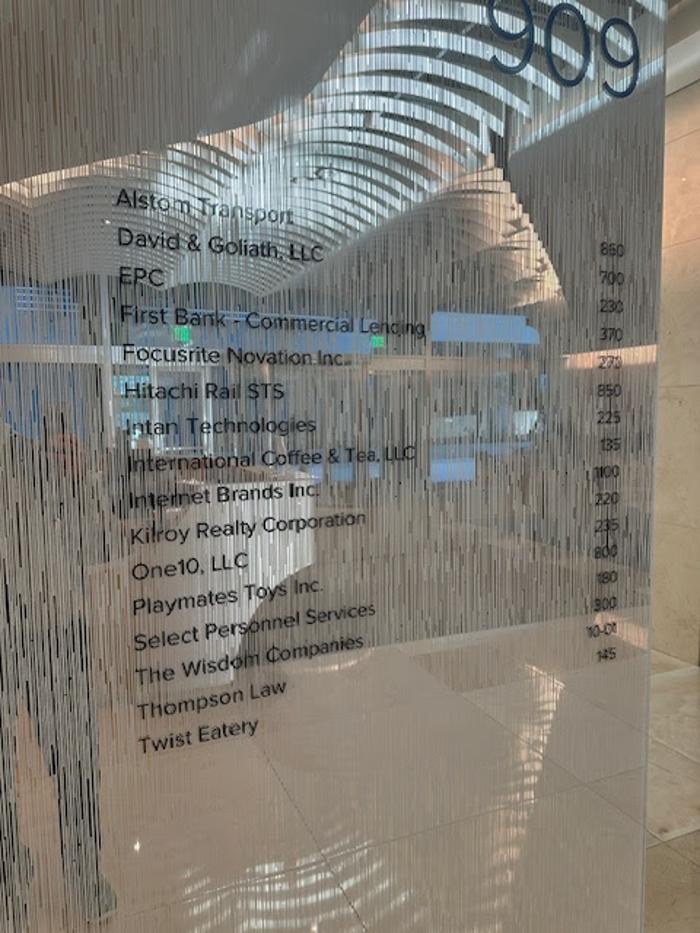 909
Alstom Transport 860
David & Goliath, LLC 700
EPC 230
First Bank - Commercial Lending 370
Focusrite Novation Inc. 270
Hitachi Rail STS 850
Intan Technologies 225
International Coffee & Tea, LLC 135
Internet Brands Inc. 1100
Kilroy Realty Corporation 220
One10, LLC 235
Playmates Toys Inc. 800
Select Personnel Services 180
The Wisdom Companies 300
Thompson Law
Twist Eatery 145